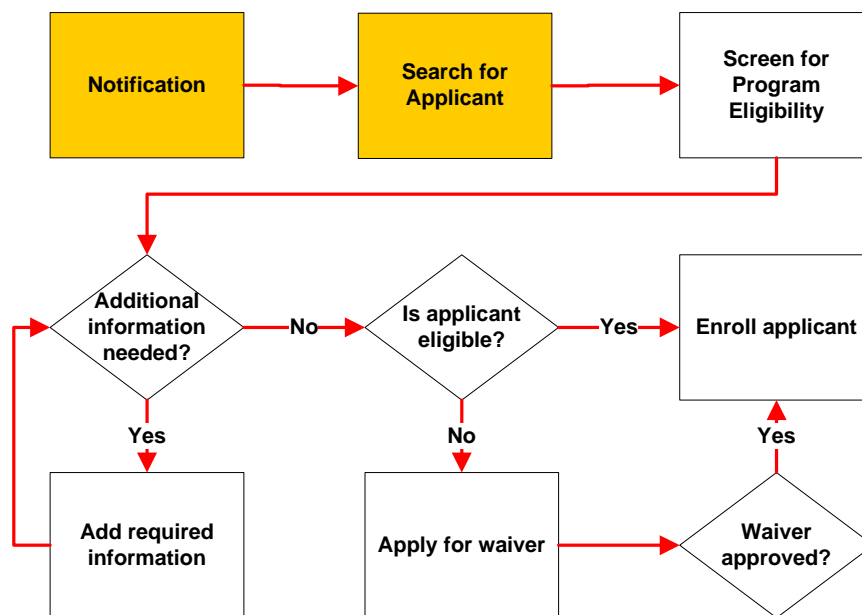 Notification
Search for
Applicant
Screen for
Program
Eligibility
Additional
information
needed?
No
Is applicant
eligible?
Yes
Enroll applicant
Yes
No
Yes
Add required
information
Apply for waiver
Waiver
approved?